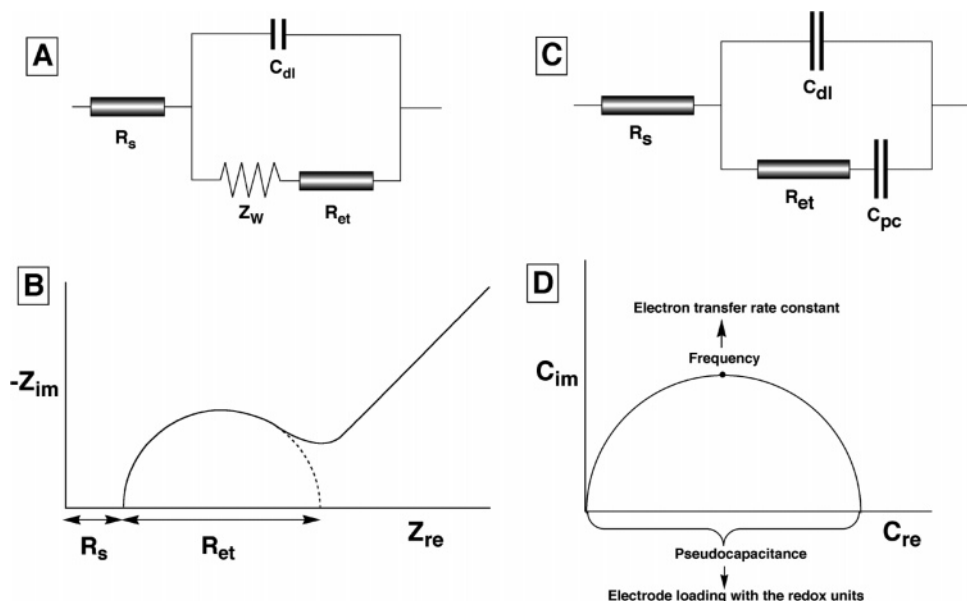 A
C_dl
R_s
Z_W
R_et
C
C_dl
R_s
R_et
C_pc
B
-Z_im
R_s
R_et
Z_re
D
Electron transfer rate constant
Frequency
C_im
C_re
Pseudocapacitance
Electrode loading with the redox units